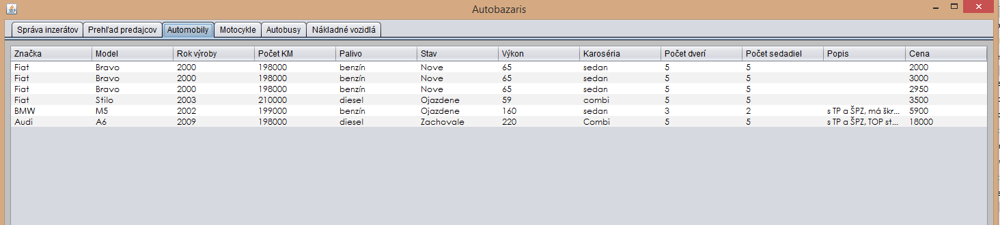 Autobazaris
Správa inzerátov Prehľad predajcov Automobily Motocykle Autobusy Nákladné vozidlá
Značka Model Rok výroby Počet KM Palivo Stav Výkon Karoséria Počet dverí Počet sedadiel Popis Cena
Fiat Bravo 2000 198000 benzín Nove 65 sedan 5 5 2000
Fiat Bravo 2000 198000 benzín Nove 65 sedan 5 5 3000
Fiat Bravo 2000 198000 benzín Nove 65 sedan 5 5 2950
Fiat Stilo 2003 210000 diesel Ojazdene 59 combi 5 5 3500
BMW M5 2002 199000 benzín Ojazdene 160 sedan 3 2 s TP a ŠPZ, má škr... 5900
Audi A6 2009 198000 diesel Zachovale 220 Combi 5 5 s TP a ŠPZ, TOP st... 18000